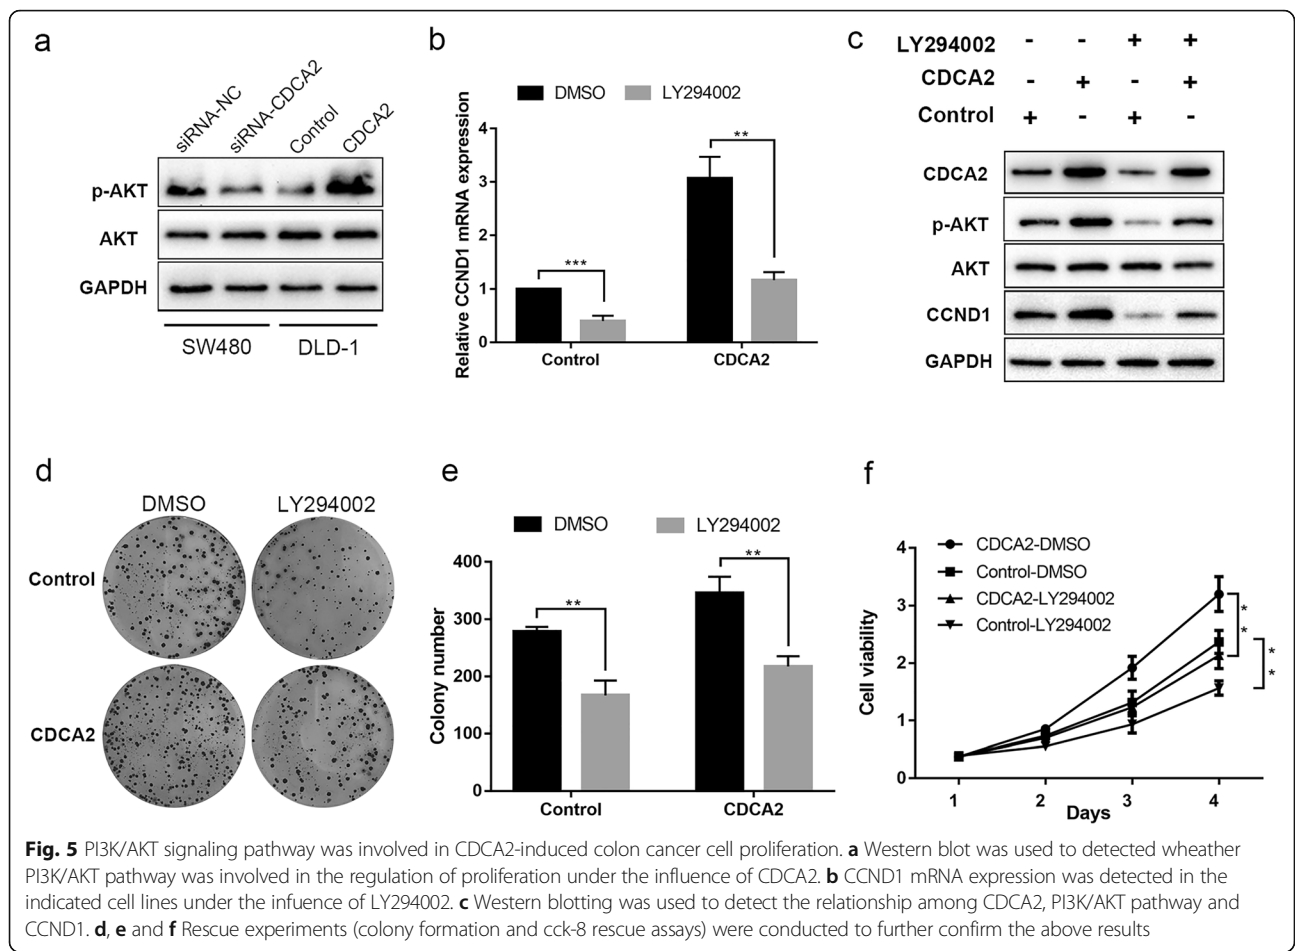 a
siRNA-NC
siRNA-CDCA2
Control
CDCA2
p-AKT
AKT
GAPDH
SW480 DLD-1
b
DMSO LY294002
Relative CCND1 mRNA expression
4
3
2
1
0
***
**
Control CDCA2
c
LY294002 - - + +
CDCA2 - + - +
Control + - + -
CDCA2
p-AKT
AKT
CCND1
GAPDH
d
DMSO LY294002
Control
CDCA2
e
DMSO LY294002
Colony number
400
300
200
100
0
**
**
Control CDCA2
f
CDCA2-DMSO
Control-DMSO
CDCA2-LY294002
Control-LY294002
Cell viability
4
3
2
1
0
**
**
1 2 3 4
Days
Fig. 5 PI3K/AKT signaling pathway was involved in CDCA2-induced colon cancer cell proliferation. a Western blot was used to detected wheather
PI3K/AKT pathway was involved in the regulation of proliferation under the influence of CDCA2. b CCND1 mRNA expression was detected in the
indicated cell lines under the infuence of LY294002. c Western blotting was used to detect the relationship among CDCA2, PI3K/AKT pathway and
CCND1. d, e and f Rescue experiments (colony formation and cck-8 rescue assays) were conducted to further confirm the above results